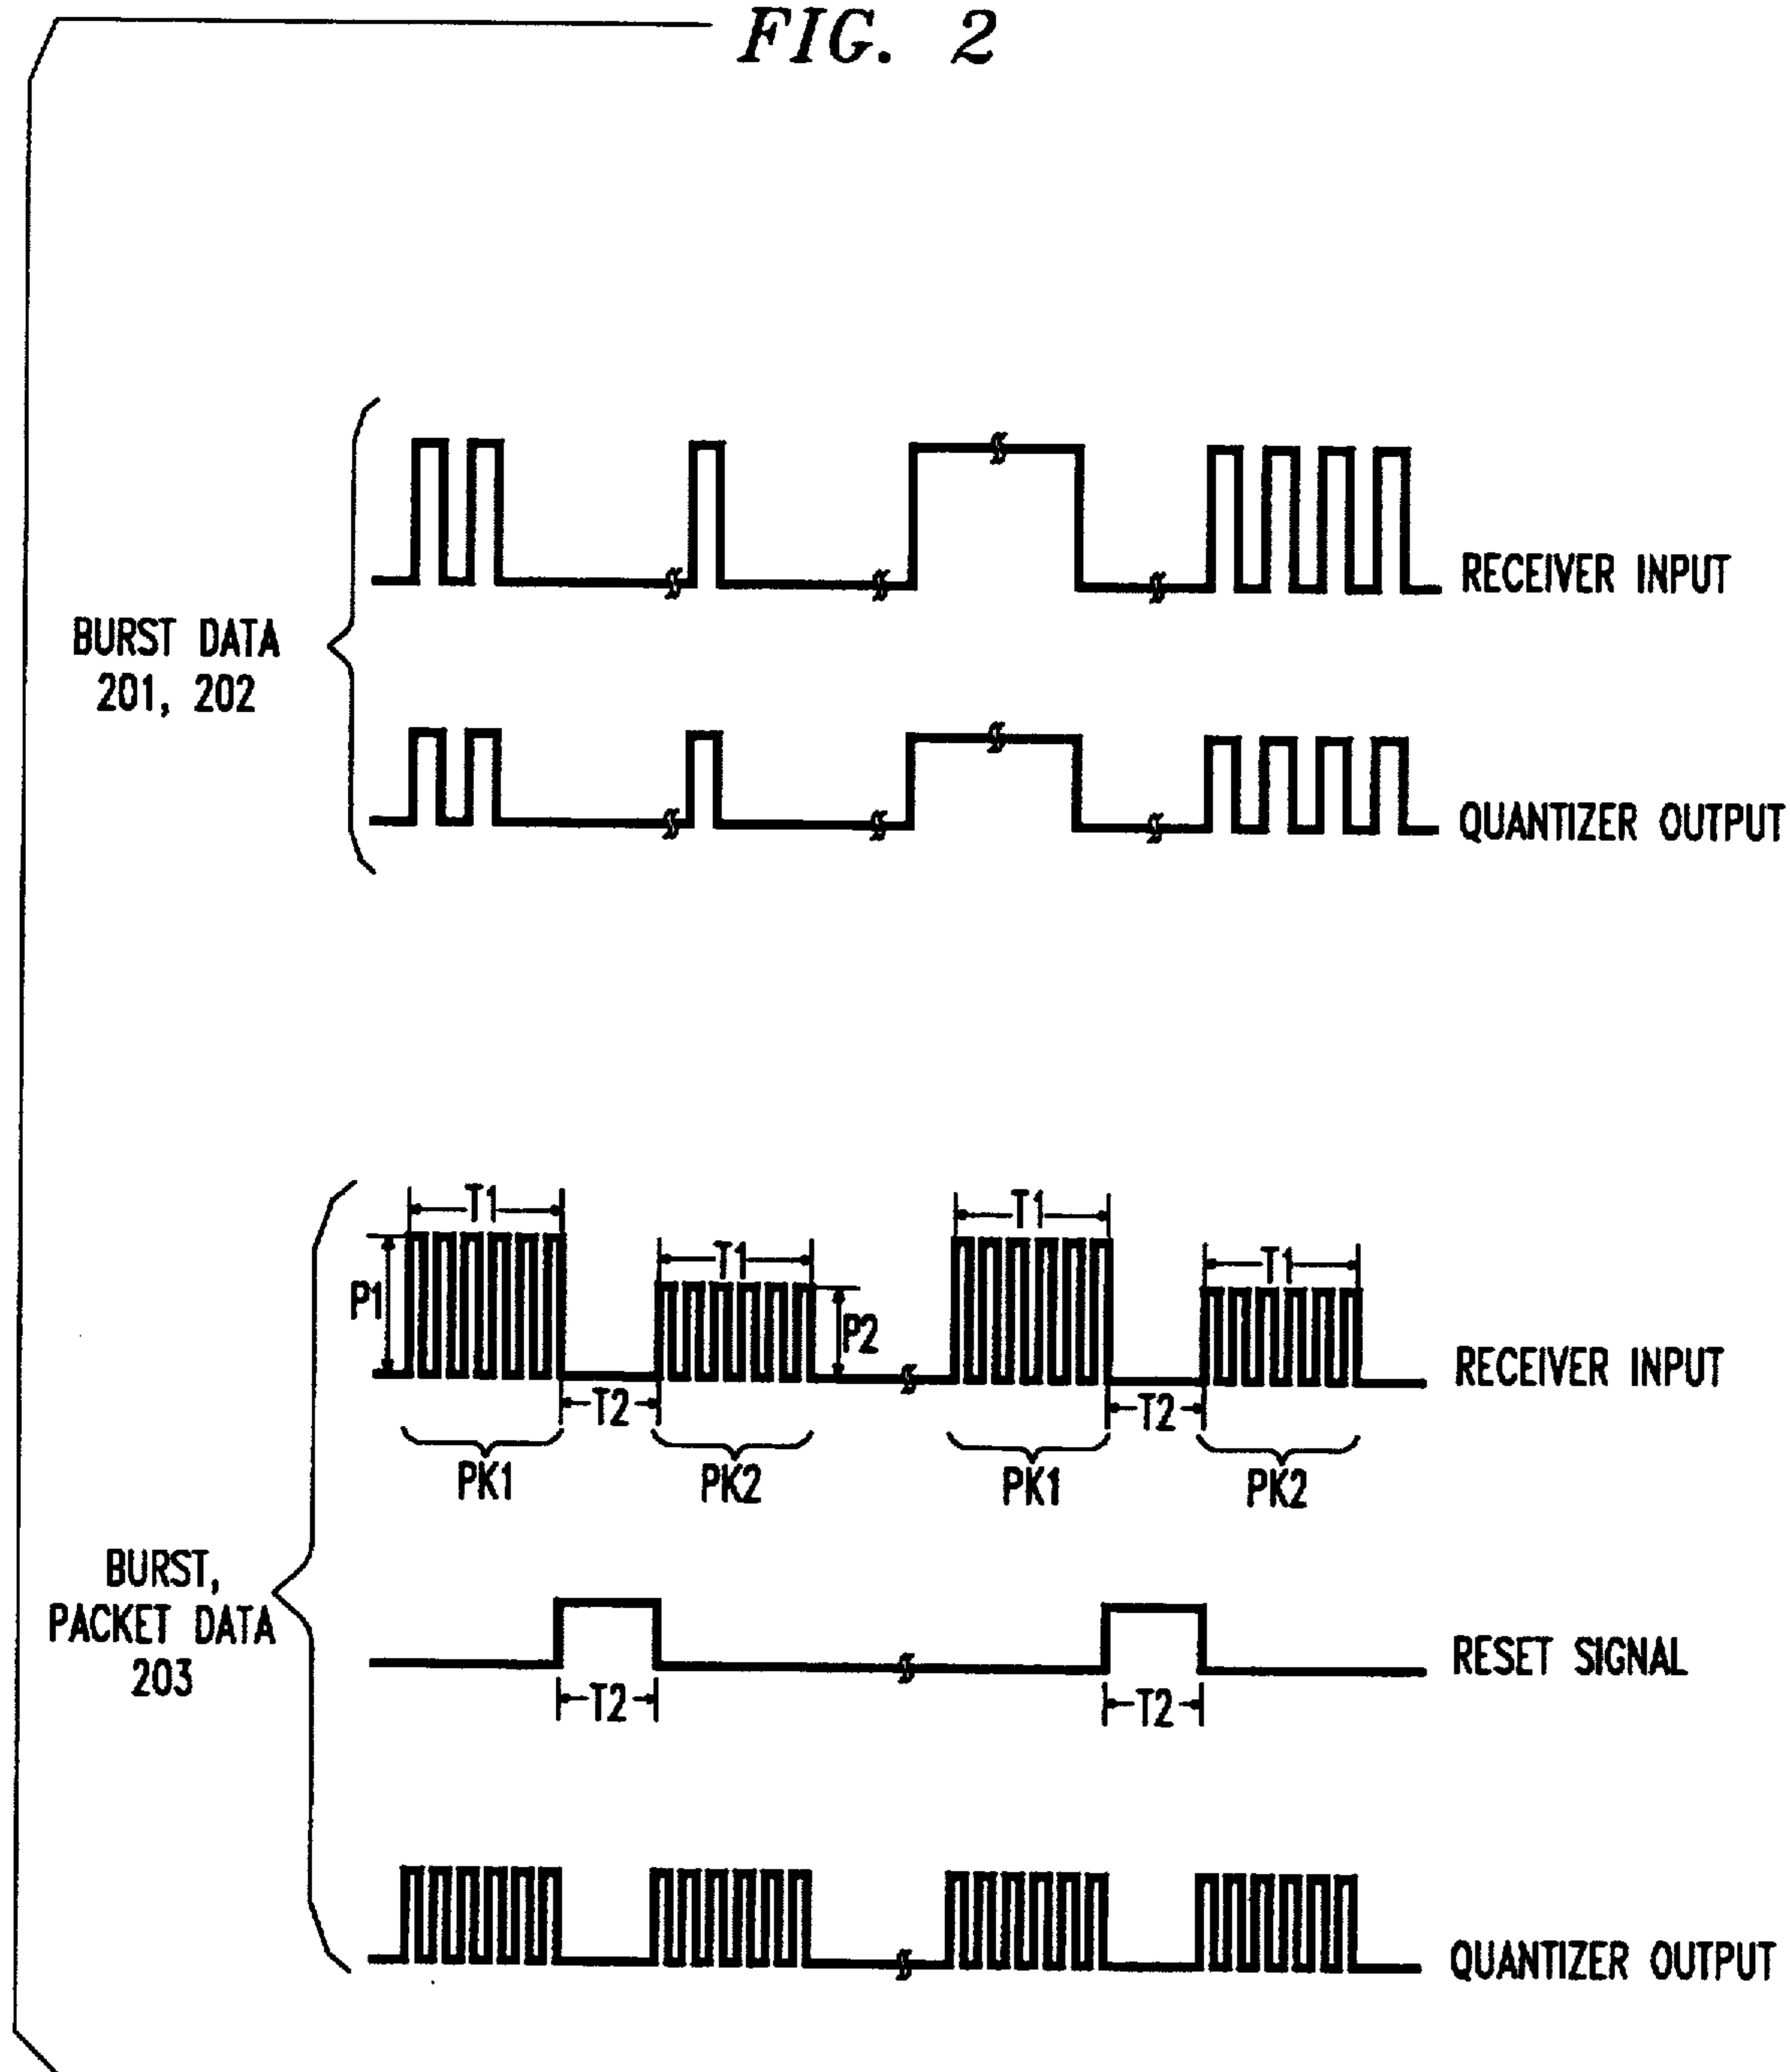 FIG. 2
RECEIVER INPUT
BURST DATA
201, 202
QUANTIZER OUTPUT
T1
T1
T1
T1
P1
P2
RECEIVER INPUT
T2
T2
PK1
PK2
PK1
PK2
BURST,
PACKET DATA
203
RESET SIGNAL
T2
T2
QUANTIZER OUTPUT